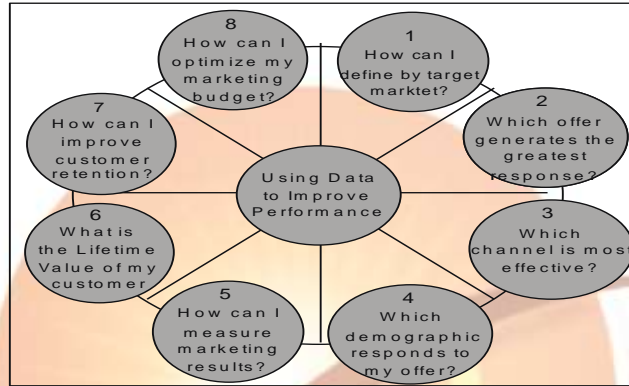 8
How can I
optimize my
marketing
budget?
1
How can I
define by target
marktet?
2
Which offer
generates the
greatest
response?
3
Which
channel is most
effective?
4
Which
demographic
responds to
my offer?
5
How can I
measure
marketing
results?
6
What is
the Lifetime
Value of my
customer
7
How can I
improve
customer
retention?
Using Data
to Improve
Performance